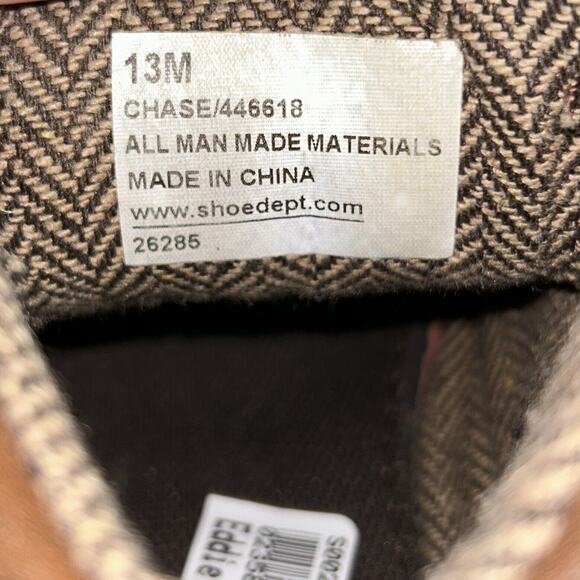 13M
CHASE/446618
ALL MAN MADE MATERIALS
MADE IN CHINA
www.shoedept.com
26285
Eddie